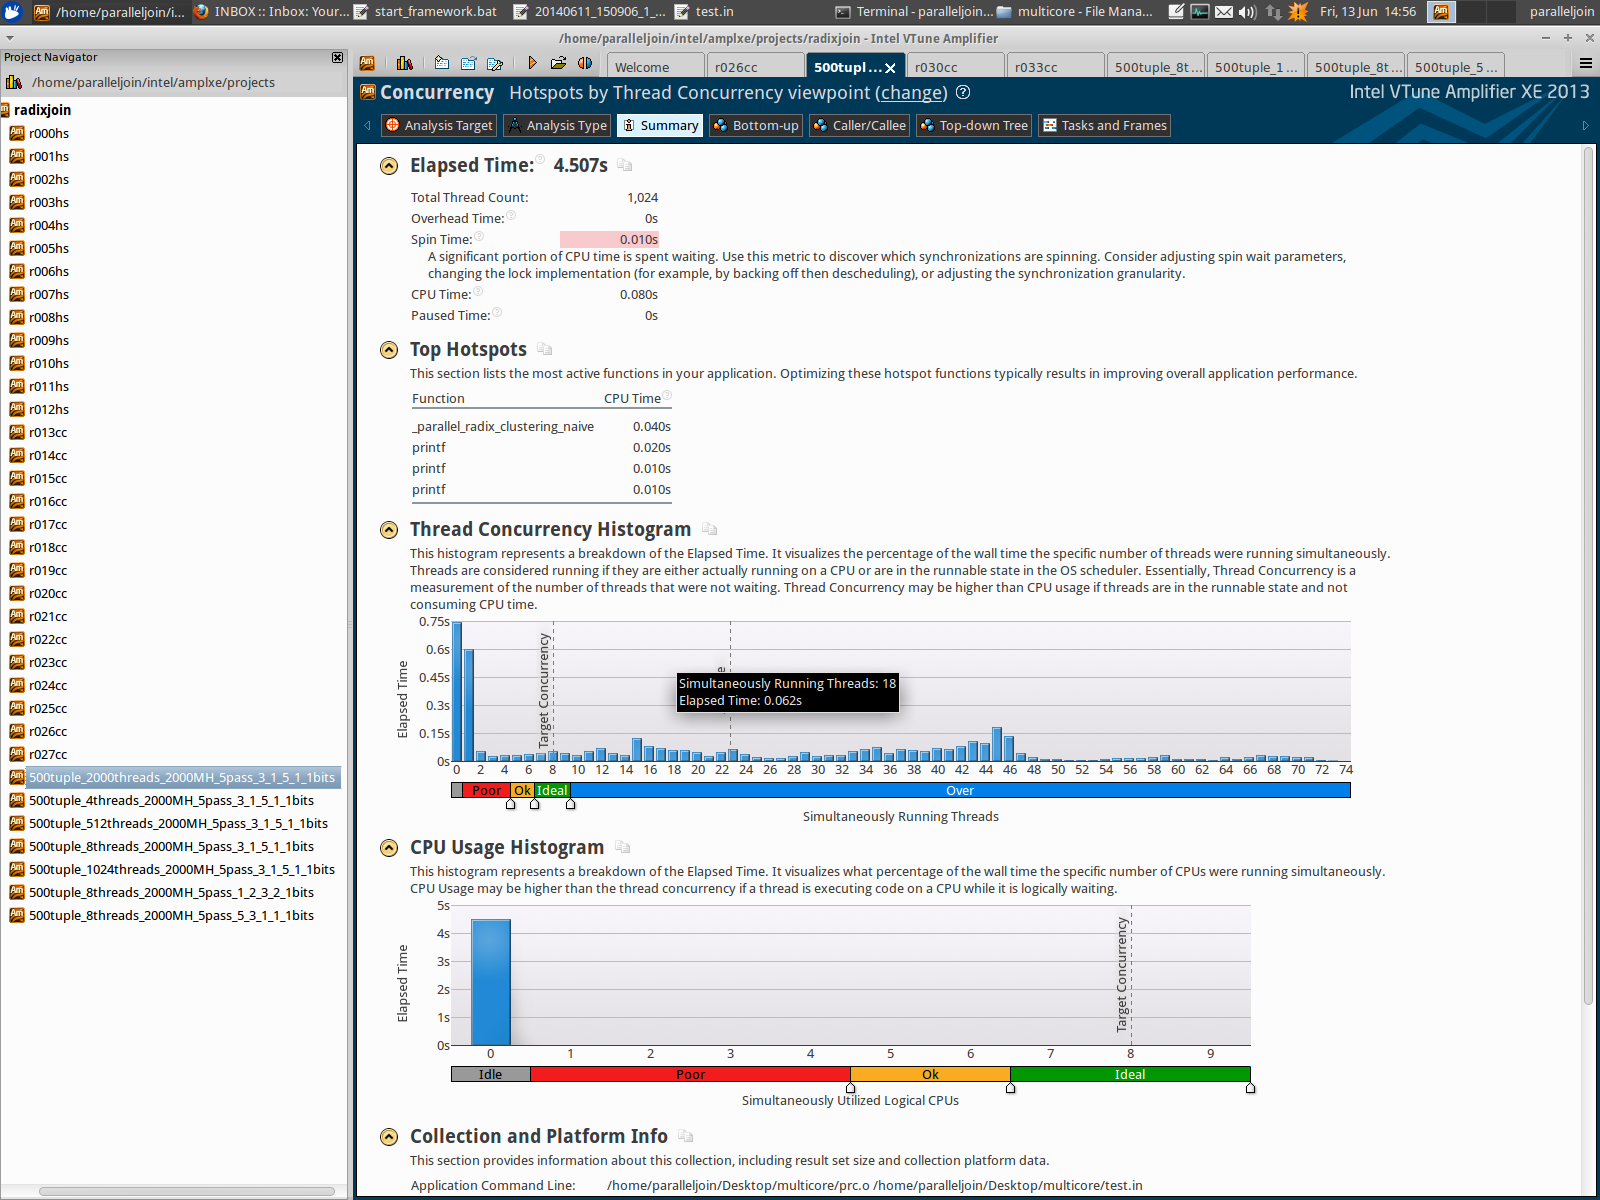 /home/paralleljoin/i...
INBOX :: Inbox: Your...
start_framework.bat
20140611_150906_1_...
test.in
Terminal - paralleljoin...
multicore - File Mana...
Fri, 13 Jun 14:56
paralleljoin
/home/paralleljoin/intel/amplxe/projects/radixjoin - Intel VTune Amplifier
Project Navigator
/home/paralleljoin/intel/amplxe/projects
radixjoin
r000hs
r001hs
r002hs
r003hs
r004hs
r005hs
r006hs
r007hs
r008hs
r009hs
r010hs
r011hs
r012hs
r013cc
r014cc
r015cc
r016cc
r017cc
r018cc
r019cc
r020cc
r021cc
r022cc
r023cc
r024cc
r025cc
r026cc
r027cc
500tuple_2000threads_2000MH_5pass_3_1_5_1_1bits
500tuple_4threads_2000MH_5pass_3_1_5_1_1bits
500tuple_512threads_2000MH_5pass_3_1_5_1_1bits
500tuple_8threads_2000MH_5pass_3_1_5_1_1bits
500tuple_1024threads_2000MH_5pass_3_1_5_1_1bits
500tuple_8threads_2000MH_5pass_1_2_3_2_1bits
500tuple_8threads_2000MH_5pass_5_3_1_1_1bits
Welcome
r026cc
500tupl ...
r030cc
r033cc
500tuple_8t ...
500tuple_1 ...
500tuple_8t ...
500tuple_5 ...
Concurrency Hotspots by Thread Concurrency viewpoint (change)
Intel VTune Amplifier XE 2013
Analysis Target
Analysis Type
Summary
Bottom-up
Caller/Callee
Top-down Tree
Tasks and Frames
Elapsed Time: 4.507s
Total Thread Count: 1,024
Overhead Time: 0s
Spin Time: 0.010s
A significant portion of CPU time is spent waiting. Use this metric to discover which synchronizations are spinning. Consider adjusting spin wait parameters,
changing the lock implementation (for example, by backing off then descheduling), or adjusting the synchronization granularity.
CPU Time: 0.080s
Paused Time: 0s
Top Hotspots
This section lists the most active functions in your application. Optimizing these hotspot functions typically results in improving overall application performance.
Function CPU Time
_parallel_radix_clustering_naive 0.040s
printf 0.020s
printf 0.010s
printf 0.010s
Thread Concurrency Histogram
This histogram represents a breakdown of the Elapsed Time. It visualizes the percentage of the wall time the specific number of threads were running simultaneously.
Threads are considered running if they are either actually running on a CPU or are in the runnable state in the OS scheduler. Essentially, Thread Concurrency is a
measurement of the number of threads that were not waiting. Thread Concurrency may be higher than CPU usage if threads are in the runnable state and not
consuming CPU time.
Elapsed Time
0.75s
0.6s
0.45s
0.3s
0.15s
0s
Target Concurrency
Simultaneously Running Threads: 18
Elapsed Time: 0.062s
0 2 4 6 8 10 12 14 16 18 20 22 24 26 28 30 32 34 36 38 40 42 44 46 48 50 52 54 56 58 60 62 64 66 68 70 72 74
Poor Ok Ideal Over
Simultaneously Running Threads
CPU Usage Histogram
This histogram represents a breakdown of the Elapsed Time. It visualizes what percentage of the wall time the specific number of CPUs were running simultaneously.
CPU Usage may be higher than the thread concurrency if a thread is executing code on a CPU while it is logically waiting.
Elapsed Time
5s
4s
3s
2s
1s
0s
Target Concurrency
0 1 2 3 4 5 6 7 8 9
Idle Poor Ok Ideal
Simultaneously Utilized Logical CPUs
Collection and Platform Info
This section provides information about this collection, including result set size and collection platform data.
Application Command Line: /home/paralleljoin/Desktop/multicore/prc.o /home/paralleljoin/Desktop/multicore/test.in